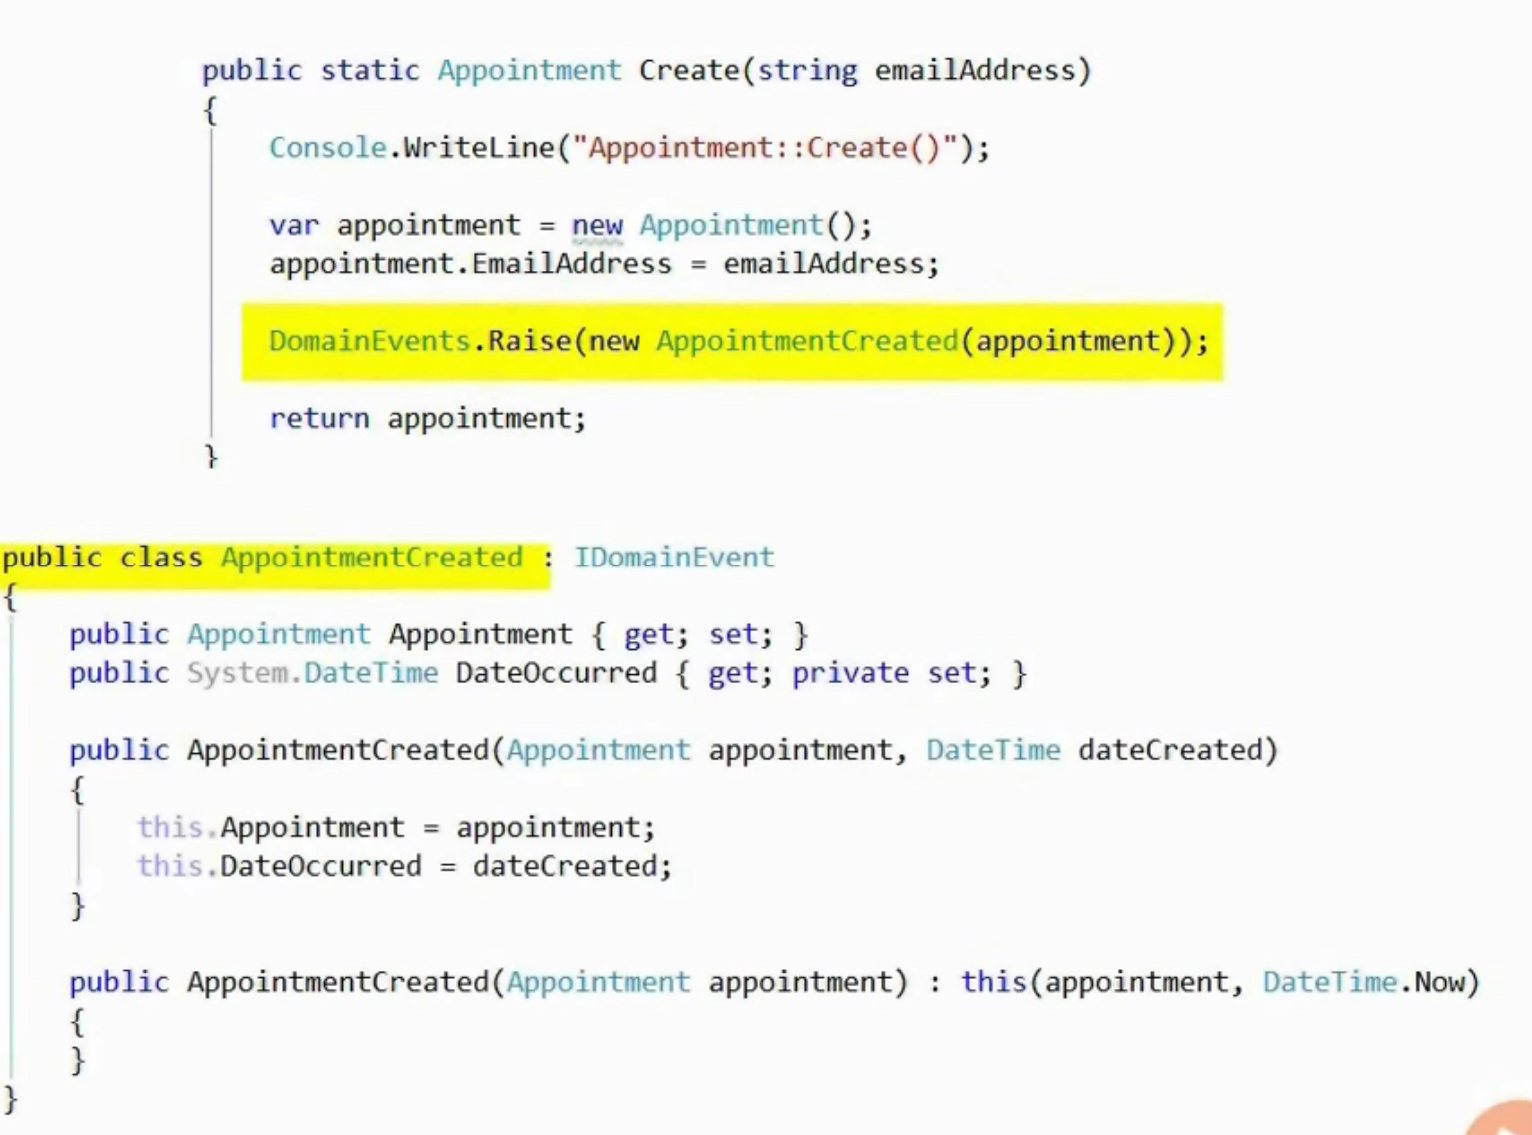 public static Appointment Create(string emailAddress)
{
Console.WriteLine("Appointment::Create()");
var appointment = new Appointment();
appointment.EmailAddress = emailAddress;
DomainEvents.Raise(new AppointmentCreated(appointment));
return appointment;
}
public class AppointmentCreated : IDomainEvent
{
public Appointment Appointment { get; set; }
public System.DateTime DateOccurred { get; private set; }
public AppointmentCreated(Appointment appointment, DateTime dateCreated)
{
this.Appointment = appointment;
this.DateOccurred = dateCreated;
}
public AppointmentCreated(Appointment appointment) : this(appointment, DateTime.Now)
{
}
}